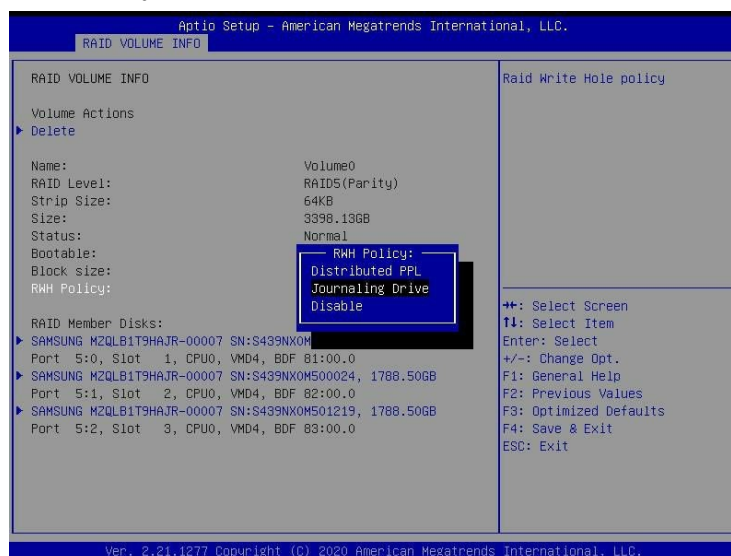 Aptio Setup – American Megatrends International, LLC.
RAID VOLUME INFO
RAID VOLUME INFO
Volume Actions
Delete
Name: Volume0
RAID Level: RAID5(Parity)
Strip Size: 64KB
Size: 3398.13GB
Status: Normal
Bootable:
Block size:
RWH Policy:
RWH Policy:
Distributed PPL
Journaling Drive
Disable
RAID Member Disks:
SAMSUNG MZQLB1T9HAJR-00007 SN:S439NX0M
Port 5:0, Slot 1, CPU0, VMD4, BDF 81:00.0
SAMSUNG MZQLB1T9HAJR-00007 SN:S439NX0M500024, 1788.50GB
Port 5:1, Slot 2, CPU0, VMD4, BDF 82:00.0
SAMSUNG MZQLB1T9HAJR-00007 SN:S439NX0M501219, 1788.50GB
Port 5:2, Slot 3, CPU0, VMD4, BDF 83:00.0
Raid Write Hole policy
→←: Select Screen
↑↓: Select Item
Enter: Select
+/-: Change Opt.
F1: General Help
F2: Previous Values
F3: Optimized Defaults
F4: Save & Exit
ESC: Exit
Ver. 2.21.1277 Copyright (C) 2020 American Megatrends International, LLC.